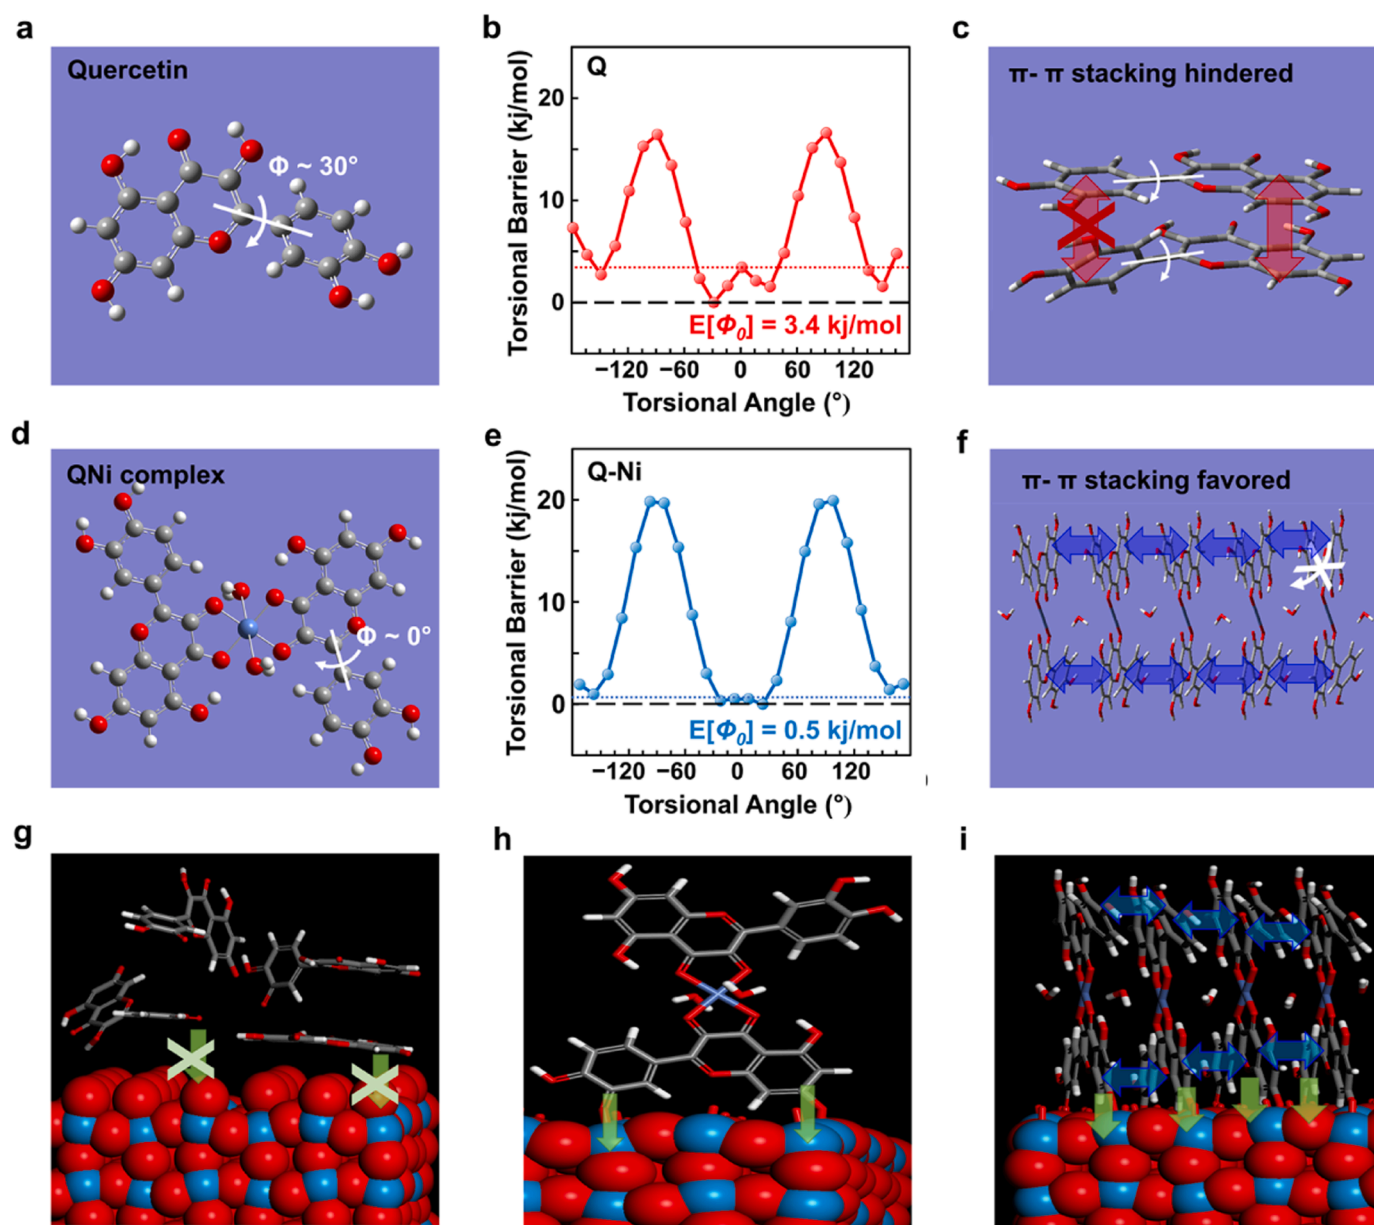 a
Quercetin
Φ ~ 30°
b
Q
Torsional Barrier (kj/mol)
20
10
0
E[Φ₀] = 3.4 kj/mol
−120 −60 0 60 120
Torsional Angle (°)
c
π- π stacking hindered
d
QNi complex
Φ ~ 0°
e
Q-Ni
Torsional Barrier (kj/mol)
20
10
0
E[Φ₀] = 0.5 kj/mol
−120 −60 0 60 120
Torsional Angle (°)
f
π- π stacking favored
g
h
i